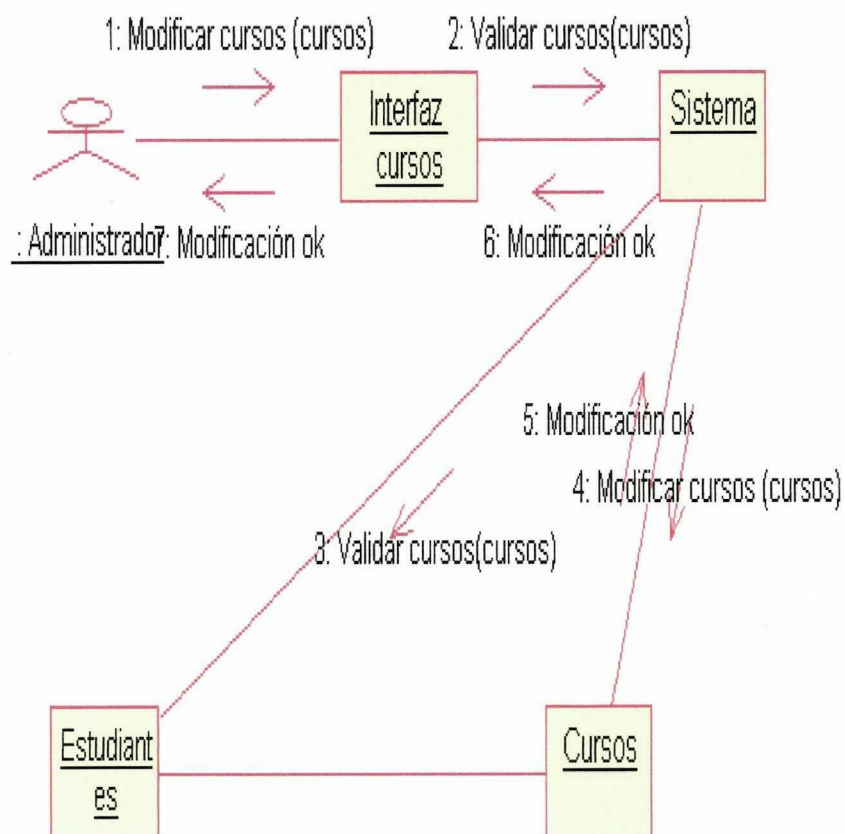 1: Modificar cursos (cursos)
2: Validar cursos(cursos)
Interfaz
cursos
Sistema
: Administrador
7: Modificación ok
6: Modificación ok
5: Modificación ok
4: Modificar cursos (cursos)
3: Validar cursos(cursos)
Estudiant
es
Cursos